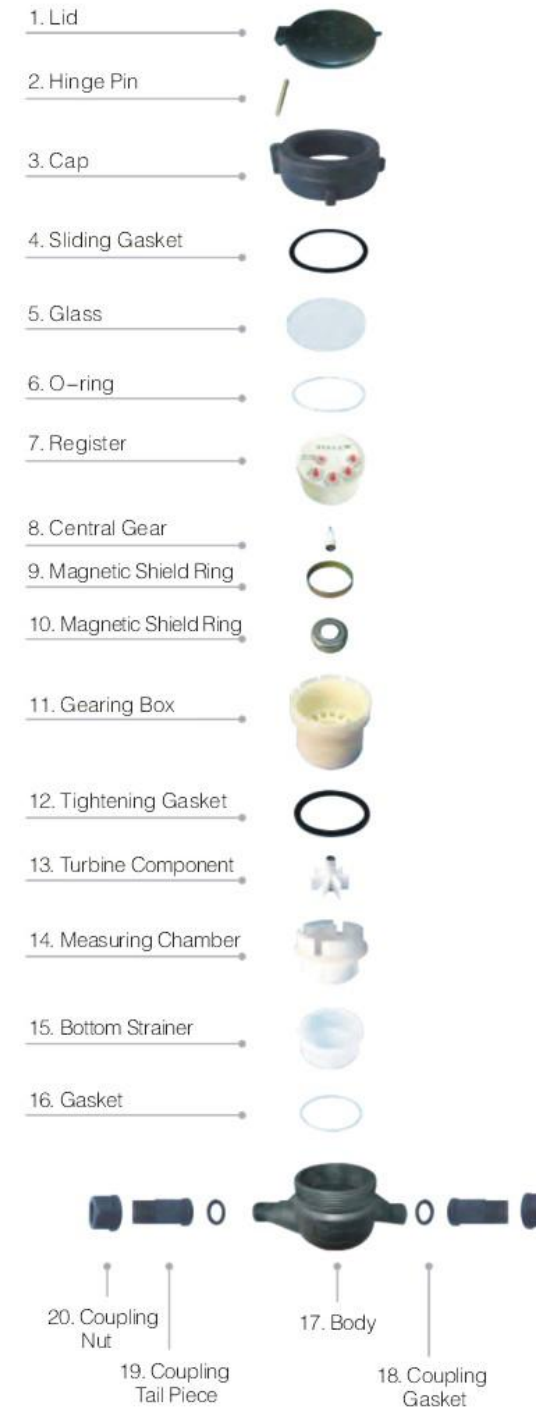 1. Lid
2. Hinge Pin
3. Cap
4. Sliding Gasket
5. Glass
6. O-ring
7. Register
8. Central Gear
9. Magnetic Shield Ring
10. Magnetic Shield Ring
11. Gearing Box
12. Tightening Gasket
13. Turbine Component
14. Measuring Chamber
15. Bottom Strainer
16. Gasket
20. Coupling
Nut
17. Body
19. Coupling
Tail Piece
18. Coupling
Gasket